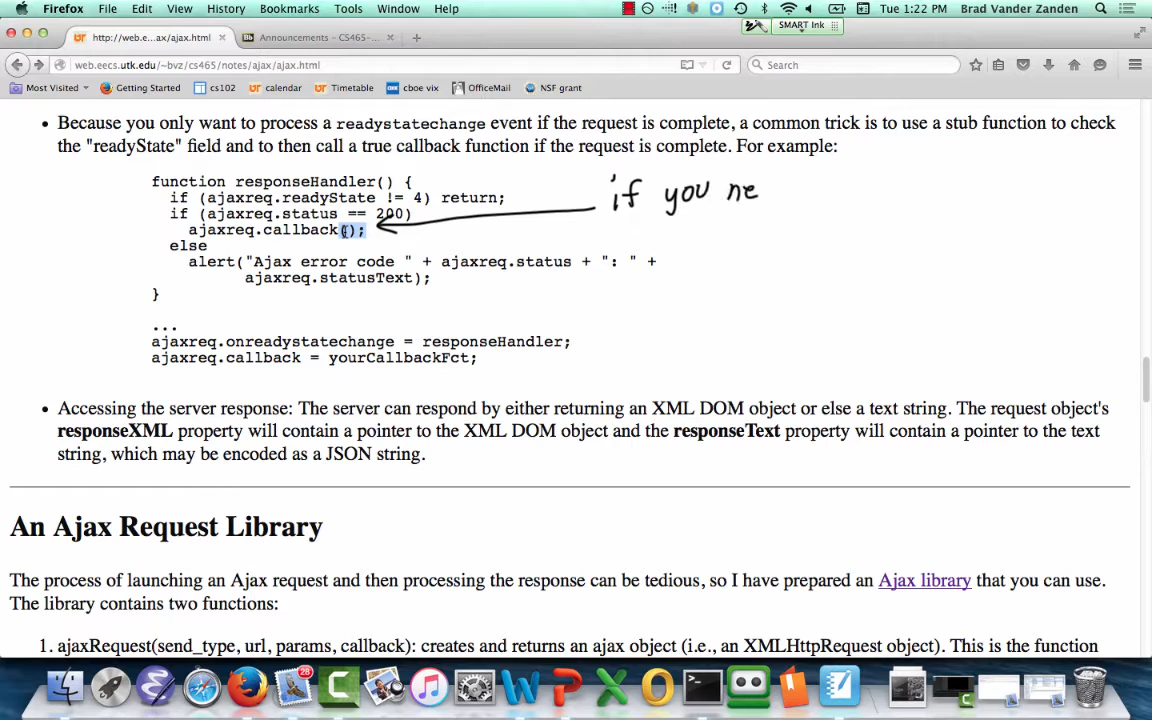 Firefox File Edit View History Bookmarks Tools Window Help Tue 1:22 PM Brad Vander Zanden
SMART Ink
http://web.e...ax/ajax.html Announcements – CS465-...
web.eecs.utk.edu/~bvz/cs465/notes/ajax/ajax.html Search
Most Visited Getting Started cs102 calendar Timetable cboe vix OfficeMail NSF grant
• Because you only want to process a readystatechange event if the request is complete, a common trick is to use a stub function to check
the "readyState" field and to then call a true callback function if the request is complete. For example:
function responseHandler() {
if (ajaxreq.readyState != 4) return;
if you ne
if (ajaxreq.status == 200)
ajaxreq.callback();
else
alert("Ajax error code " + ajaxreq.status + ": " +
ajaxreq.statusText);
}
...
ajaxreq.onreadystatechange = responseHandler;
ajaxreq.callback = yourCallbackFct;
• Accessing the server response: The server can respond by either returning an XML DOM object or else a text string. The request object's
responseXML property will contain a pointer to the XML DOM object and the responseText property will contain a pointer to the text
string, which may be encoded as a JSON string.
An Ajax Request Library
The process of launching an Ajax request and then processing the response can be tedious, so I have prepared an Ajax library that you can use.
The library contains two functions:
1. ajaxRequest(send_type, url, params, callback): creates and returns an ajax object (i.e., an XMLHttpRequest object). This is the function
28